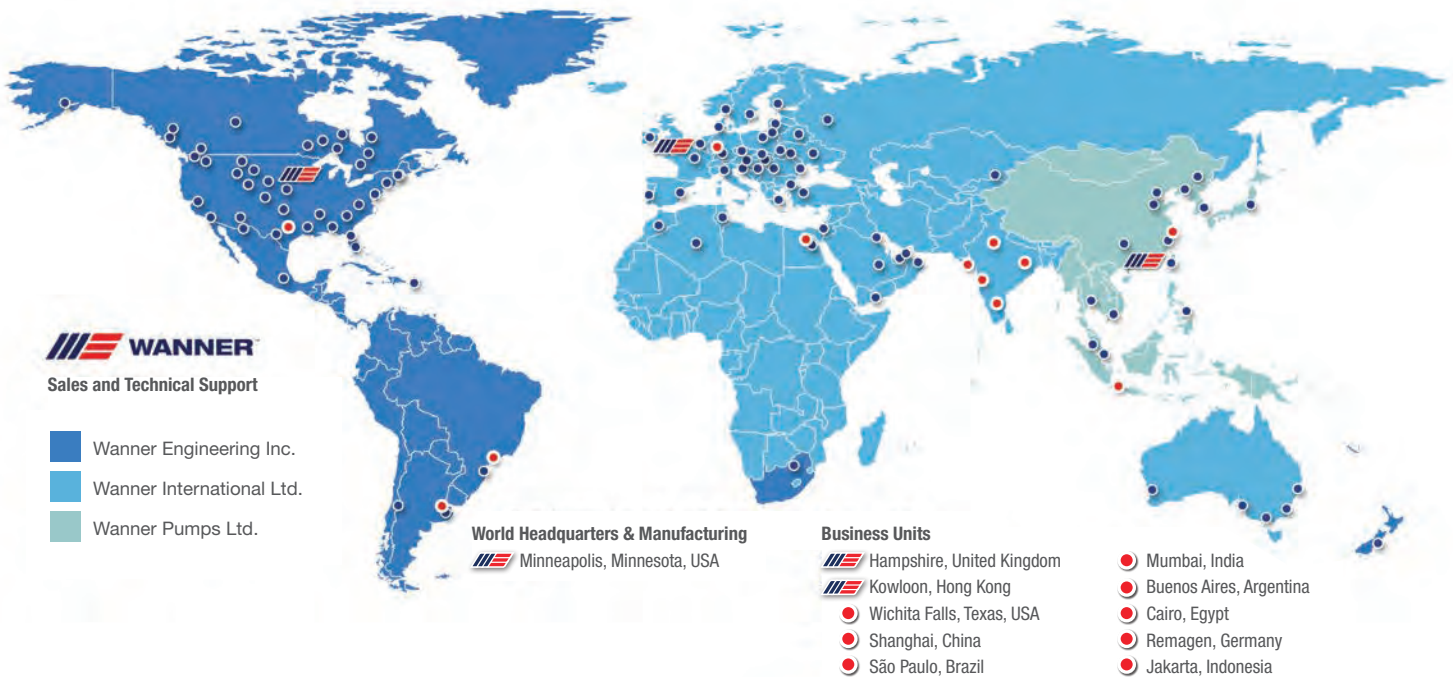 WANNER™
Sales and Technical Support
Wanner Engineering Inc.
Wanner International Ltd.
Wanner Pumps Ltd.
World Headquarters & Manufacturing
Minneapolis, Minnesota, USA
Business Units
Hampshire, United Kingdom
Kowloon, Hong Kong
Wichita Falls, Texas, USA
Shanghai, China
São Paulo, Brazil
Mumbai, India
Buenos Aires, Argentina
Cairo, Egypt
Remagen, Germany
Jakarta, Indonesia